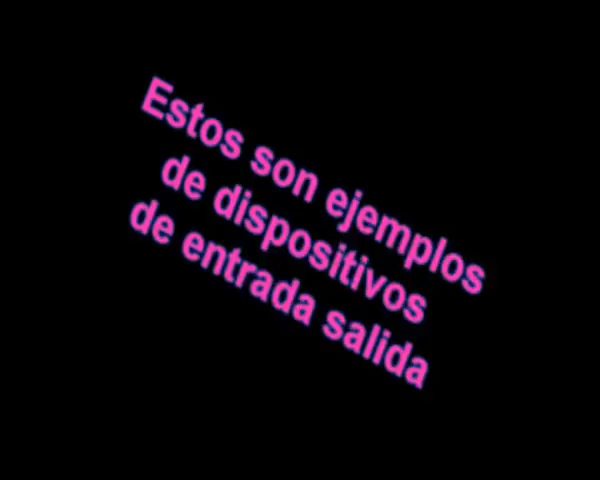 Estos son ejemplos
de dispositivos
de entrada salida